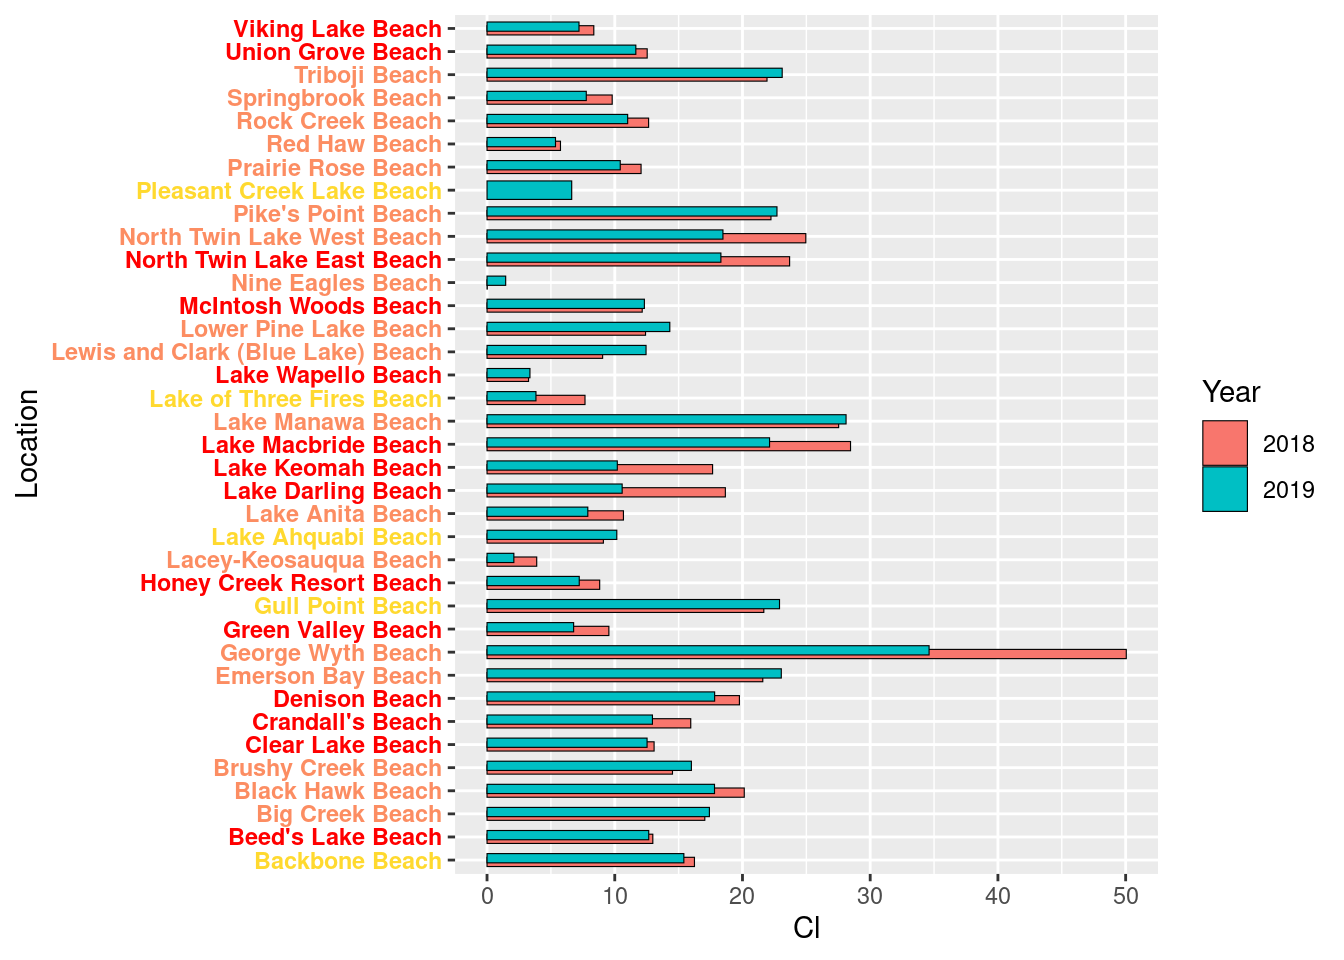 Viking Lake Beach
Union Grove Beach
Triboji Beach
Springbrook Beach
Rock Creek Beach
Red Haw Beach
Prairie Rose Beach
Pleasant Creek Lake Beach
Pike's Point Beach
North Twin Lake West Beach
North Twin Lake East Beach
Nine Eagles Beach
McIntosh Woods Beach
Lower Pine Lake Beach
Lewis and Clark (Blue Lake) Beach
Lake Wapello Beach
Lake of Three Fires Beach
Lake Manawa Beach
Lake Macbride Beach
Lake Keomah Beach
Lake Darling Beach
Lake Anita Beach
Lake Ahquabi Beach
Lacey-Keosauqua Beach
Honey Creek Resort Beach
Gull Point Beach
Green Valley Beach
George Wyth Beach
Emerson Bay Beach
Denison Beach
Crandall's Beach
Clear Lake Beach
Brushy Creek Beach
Black Hawk Beach
Big Creek Beach
Beed's Lake Beach
Backbone Beach
Location
0 10 20 30 40 50
Cl
Year
2018
2019